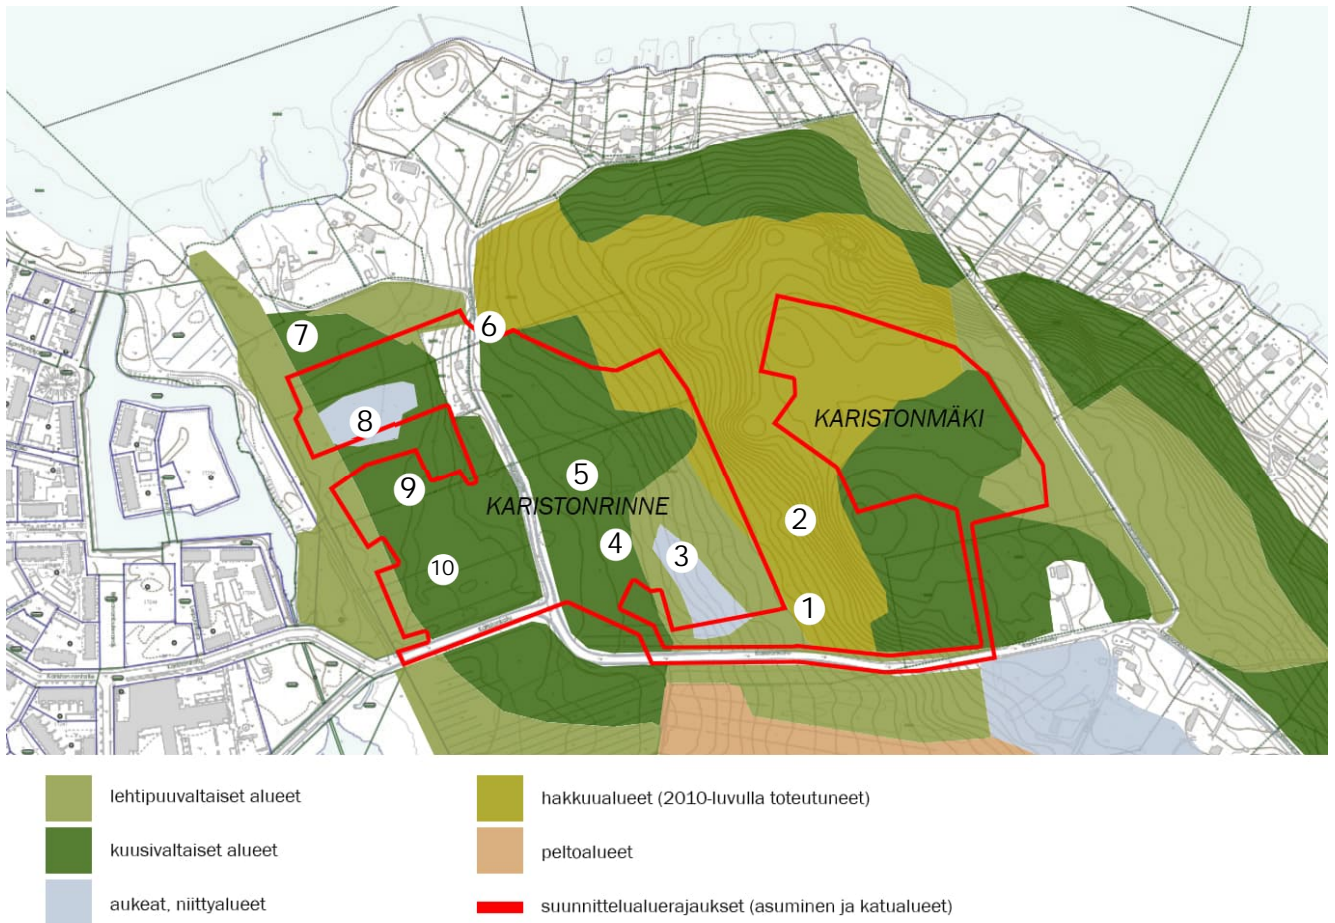 6
7
8
KARISTONMÄKI
5
9
KARISTONRINNE
2
4
3
10
1
lehtipuuvaltaiset alueet
hakkuualueet (2010-luvulla toteutuneet)
kuusivaltaiset alueet
peltoalueet
aukeat, niittyalueet
suunnittelualuerajaukset (asuminen ja katualueet)